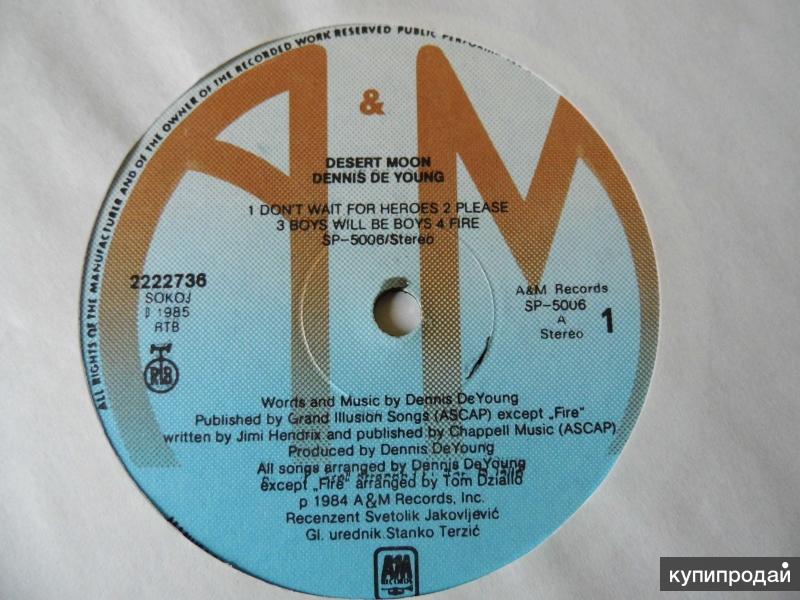 ALL RIGHTS OF THE MANUFACTURER AND OF THE OWNER OF THE RECORDED WORK RESERVED PUBLIC
A
&
M
DESERT MOON
DENNIS DE YOUNG
1 DON'T WAIT FOR HEROES 2 PLEASE
3 BOYS WILL BE BOYS 4 FIRE
SP-5006/Stereo
2222736
SOKOJ
p 1985
RTB
RTB
A&M Records
SP-5006
A
Stereo
1
Words and Music by Dennis DeYoung
Published by Grand Illusion Songs (ASCAP) except „Fire"
written by Jimi Hendrix and published by Chappell Music (ASCAP)
Produced by Dennis DeYoung
All songs arranged by Dennis DeYoung
except „Fire" arranged by Tom Dziallo
p 1984 A&M Records, Inc.
Recenzent Svetolik Jakovljević
Gl. urednik Stanko Terzić
A&M
RECORDS
купипродай